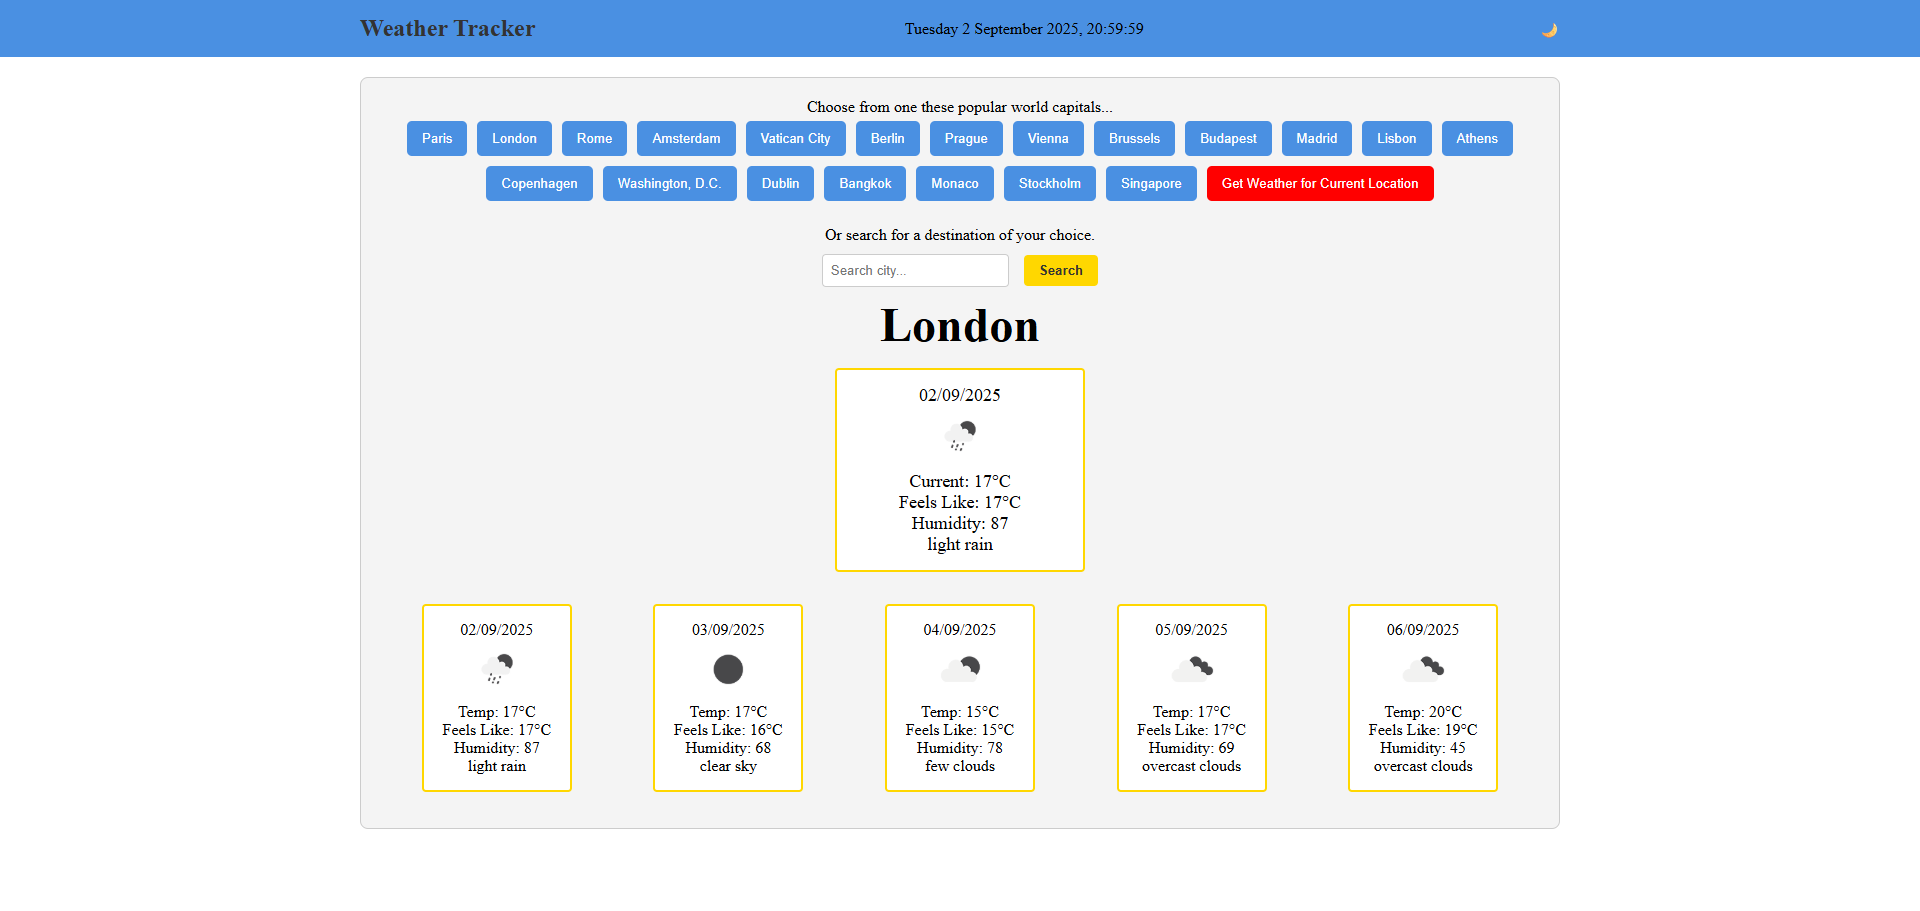 Weather Tracker
Tuesday 2 September 2025, 20:59:59
Choose from one these popular world capitals...
Paris London Rome Amsterdam Vatican City Berlin Prague Vienna Brussels Budapest Madrid Lisbon Athens
Copenhagen Washington, D.C. Dublin Bangkok Monaco Stockholm Singapore Get Weather for Current Location
Or search for a destination of your choice.
Search city... Search
London
02/09/2025
Current: 17°C
Feels Like: 17°C
Humidity: 87
light rain
02/09/2025
Temp: 17°C
Feels Like: 17°C
Humidity: 87
light rain
03/09/2025
Temp: 17°C
Feels Like: 16°C
Humidity: 68
clear sky
04/09/2025
Temp: 15°C
Feels Like: 15°C
Humidity: 78
few clouds
05/09/2025
Temp: 17°C
Feels Like: 17°C
Humidity: 69
overcast clouds
06/09/2025
Temp: 20°C
Feels Like: 19°C
Humidity: 45
overcast clouds